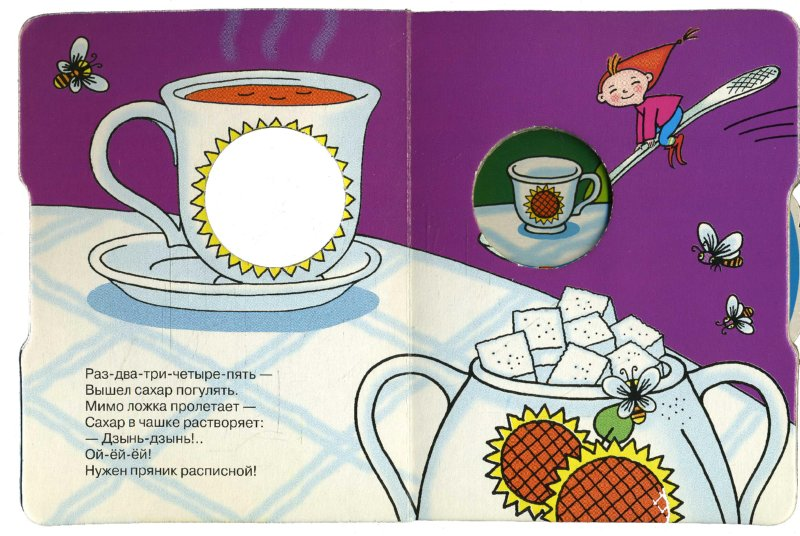 Раз-два-три-четыре-пять —
Вышел сахар погулять.
Мимо ложка пролетает —
Сахар в чашке растворяет:
— Дзынь-дзынь!..
Ой-ёй-ёй!
Нужен пряник расписной!